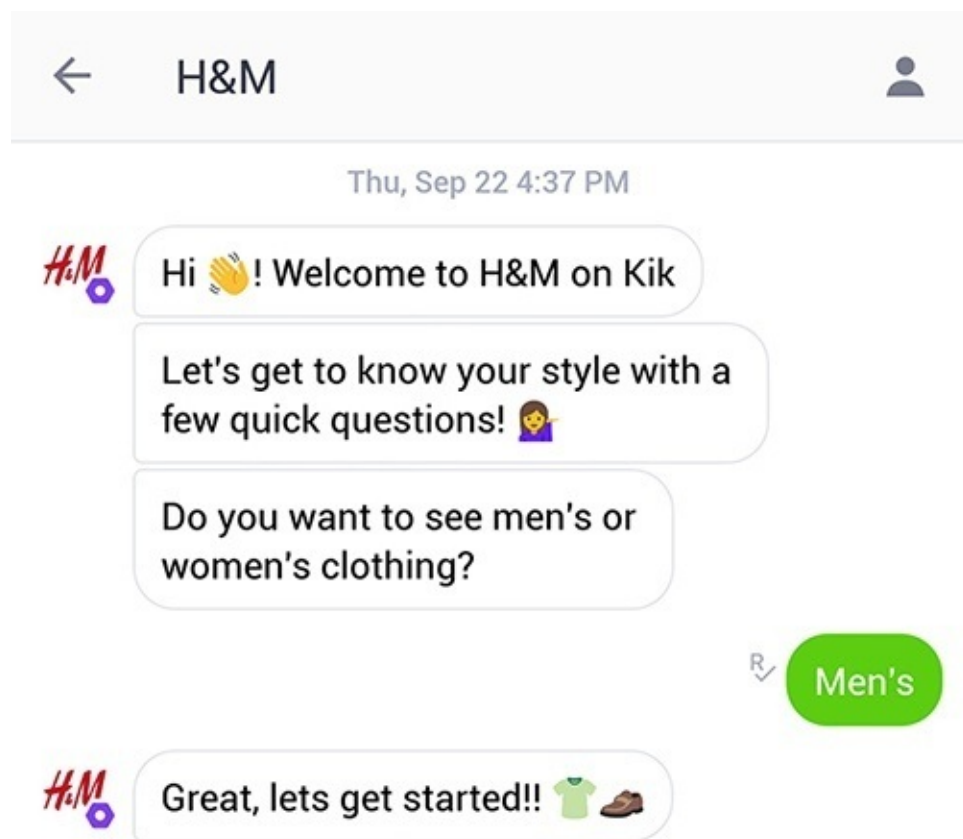 H&M
Thu, Sep 22 4:37 PM
H&M
Hi 👋! Welcome to H&M on Kik
Let's get to know your style with a
few quick questions! 💁
Do you want to see men's or
women's clothing?
R
Men's
H&M
Great, lets get started!! 👕👞